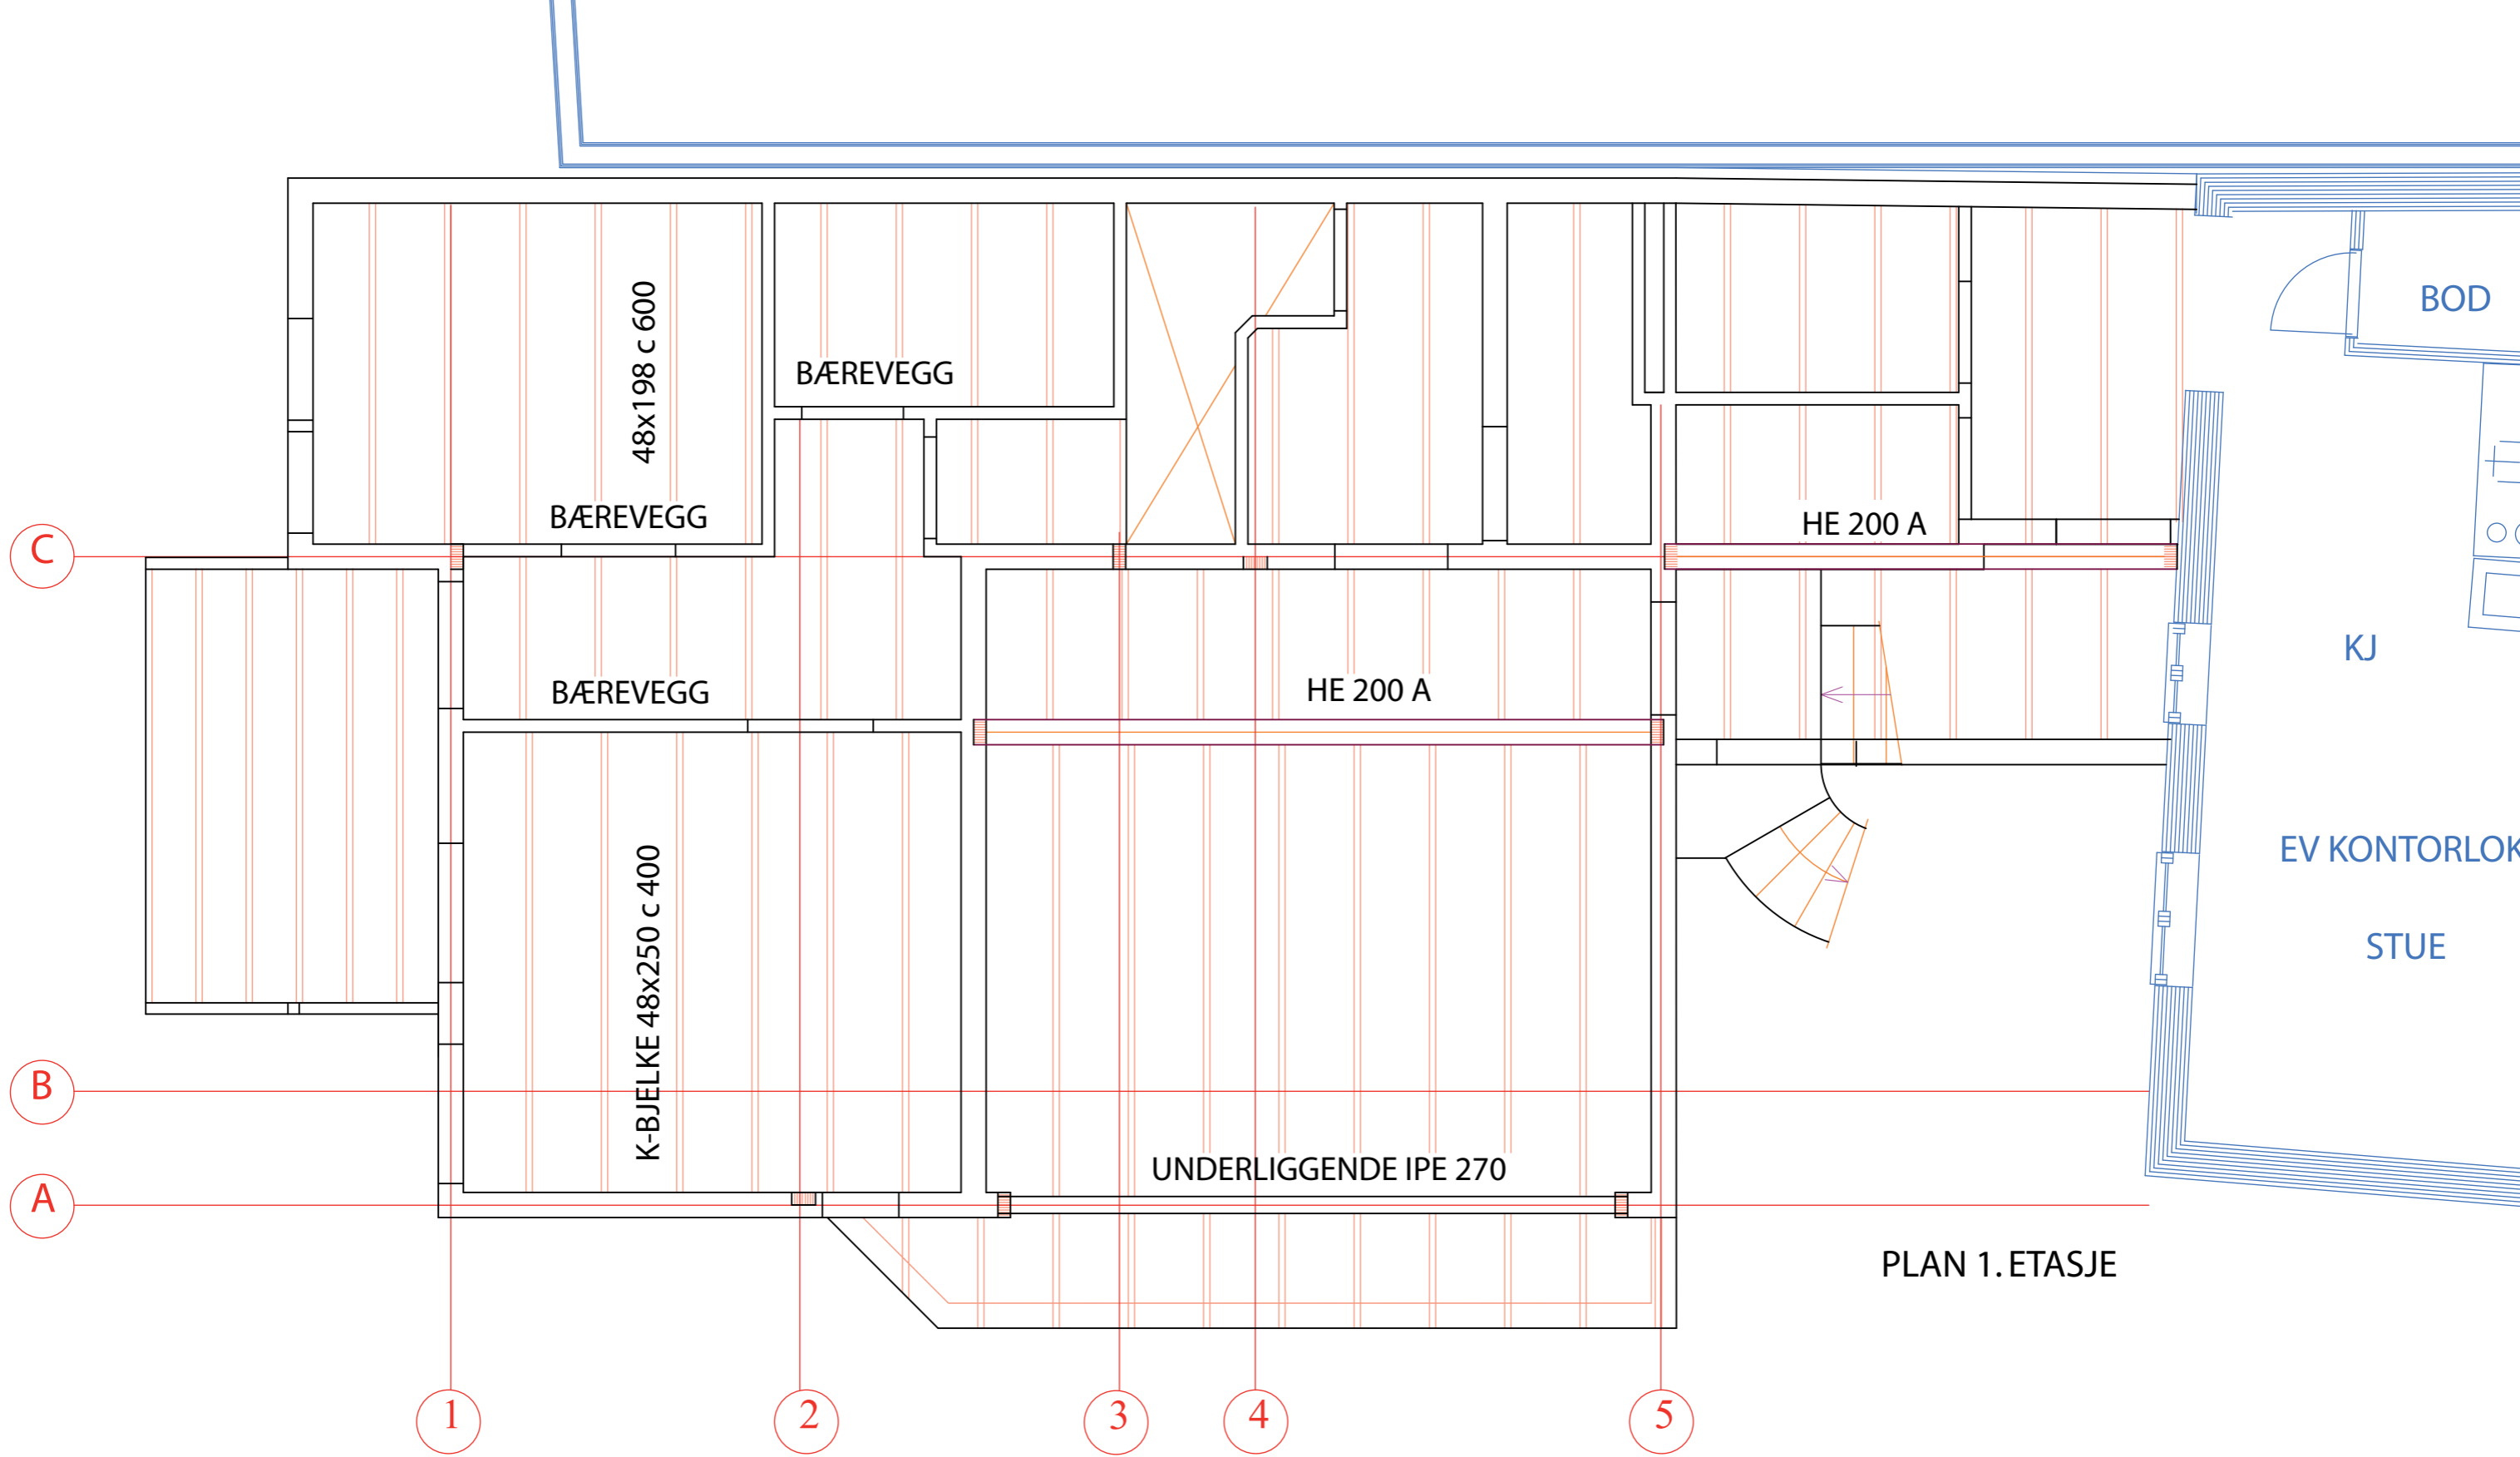 BOD
48x198 c 600
BÆREVEGG
BÆREVEGG
HE 200 A
C
KJ
BÆREVEGG
HE 200 A
EV KONTORLOK
STUE
K-BJELKE 48x250 c 400
B
UNDERLIGGENDE IPE 270
A
PLAN 1. ETASJE
1
2
3
4
5